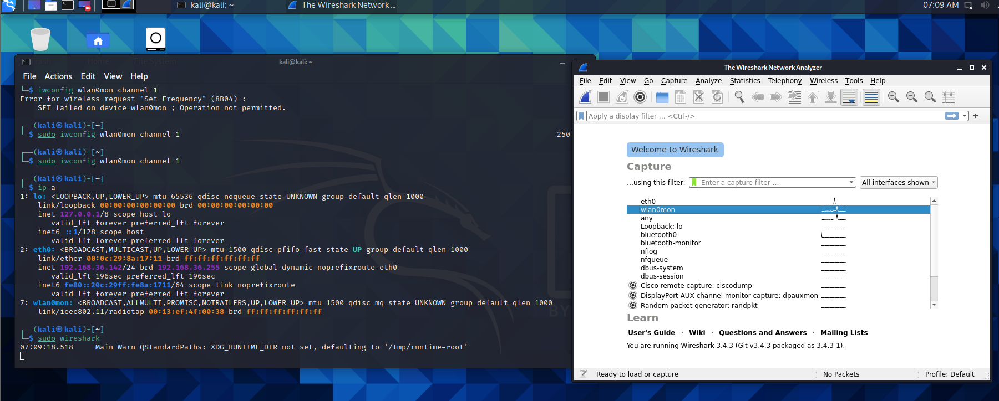 kali@kali: ~
The Wireshark Network ...
07:09 AM
Trash
Home
File System
kali@kali: ~
File Actions Edit View Help
└─$ iwconfig wlan0mon channel 1
Error for wireless request "Set Frequency" (8B04) :
SET failed on device wlan0mon ; Operation not permitted.
┌──(kali㉿kali)-[~]
└─$ sudo iwconfig wlan0mon channel 1
250
┌──(kali㉿kali)-[~]
└─$ sudo iwconfig wlan0mon channel 1
┌──(kali㉿kali)-[~]
└─$ ip a
1: lo: <LOOPBACK,UP,LOWER_UP> mtu 65536 qdisc noqueue state UNKNOWN group default qlen 1000
link/loopback 00:00:00:00:00:00 brd 00:00:00:00:00:00
inet 127.0.0.1/8 scope host lo
valid_lft forever preferred_lft forever
inet6 ::1/128 scope host
valid_lft forever preferred_lft forever
2: eth0: <BROADCAST,MULTICAST,UP,LOWER_UP> mtu 1500 qdisc pfifo_fast state UP group default qlen 1000
link/ether 00:0c:29:8a:17:11 brd ff:ff:ff:ff:ff:ff
inet 192.168.36.142/24 brd 192.168.36.255 scope global dynamic noprefixroute eth0
valid_lft 196sec preferred_lft 196sec
inet6 fe80::20c:29ff:fe8a:1711/64 scope link noprefixroute
valid_lft forever preferred_lft forever
7: wlan0mon: <BROADCAST,ALLMULTI,PROMISC,NOTRAILERS,UP,LOWER_UP> mtu 1500 qdisc mq state UNKNOWN group default qlen 1000
link/ieee802.11/radiotap 00:13:ef:4f:00:38 brd ff:ff:ff:ff:ff:ff
BY
┌──(kali㉿kali)-[~]
└─$ sudo wireshark
07:09:18.518 Main Warn QStandardPaths: XDG_RUNTIME_DIR not set, defaulting to '/tmp/runtime-root'
The Wireshark Network Analyzer
File Edit View Go Capture Analyze Statistics Telephony Wireless Tools Help
Apply a display filter ... <Ctrl-/>
+
Welcome to Wireshark
Capture
...using this filter: Enter a capture filter ... All interfaces shown
eth0
wlan0mon
any
Loopback: lo
bluetooth0
bluetooth-monitor
nflog
nfqueue
dbus-system
dbus-session
Cisco remote capture: ciscodump
DisplayPort AUX channel monitor capture: dpauxmon
Random packet generator: randpkt
Learn
User's Guide · Wiki · Questions and Answers · Mailing Lists
You are running Wireshark 3.4.3 (Git v3.4.3 packaged as 3.4.3-1).
Ready to load or capture
No Packets
Profile: Default